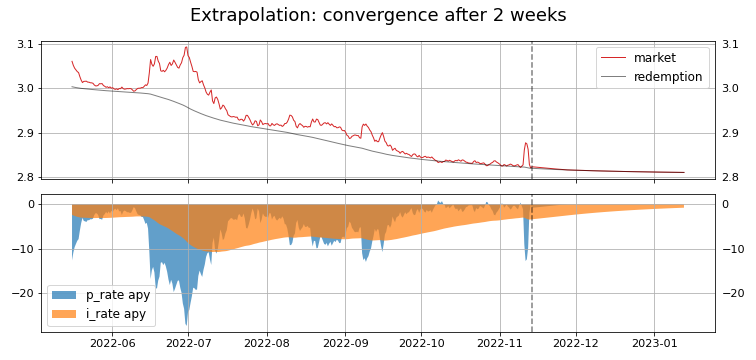 Extrapolation: convergence after 2 weeks
3.1
3.0
2.9
2.8
3.1
3.0
2.9
2.8
market
redemption
0
−10
−20
0
−10
−20
p_rate apy
i_rate apy
2022-06 2022-07 2022-08 2022-09 2022-10 2022-11 2022-12 2023-01